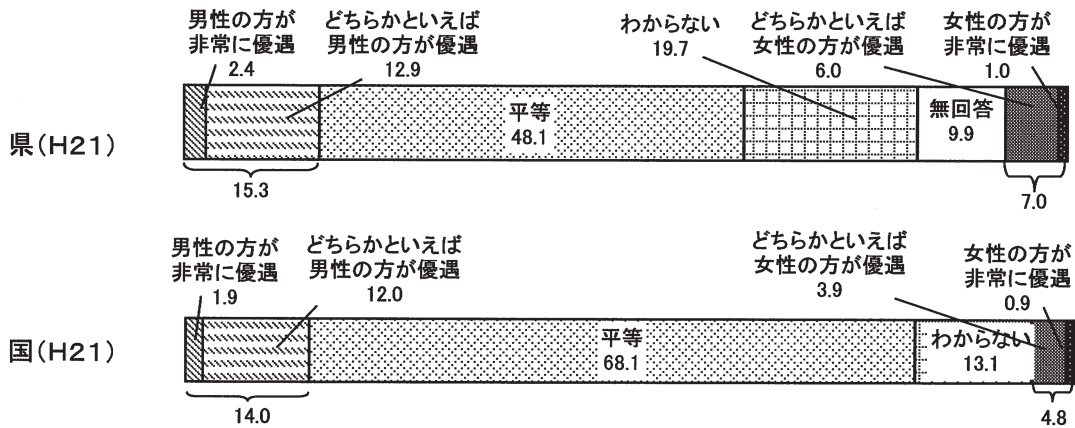 男性の方が
非常に優遇
2.4
どちらかといえば
男性の方が優遇
12.9
わからない
19.7
どちらかといえば
女性の方が優遇
6.0
女性の方が
非常に優遇
1.0
県(H21)
平等
48.1
無回答
9.9
15.3
7.0
男性の方が
非常に優遇
1.9
どちらかといえば
男性の方が優遇
12.0
どちらかといえば
女性の方が優遇
3.9
女性の方が
非常に優遇
0.9
国(H21)
平等
68.1
わからない
13.1
14.0
4.8